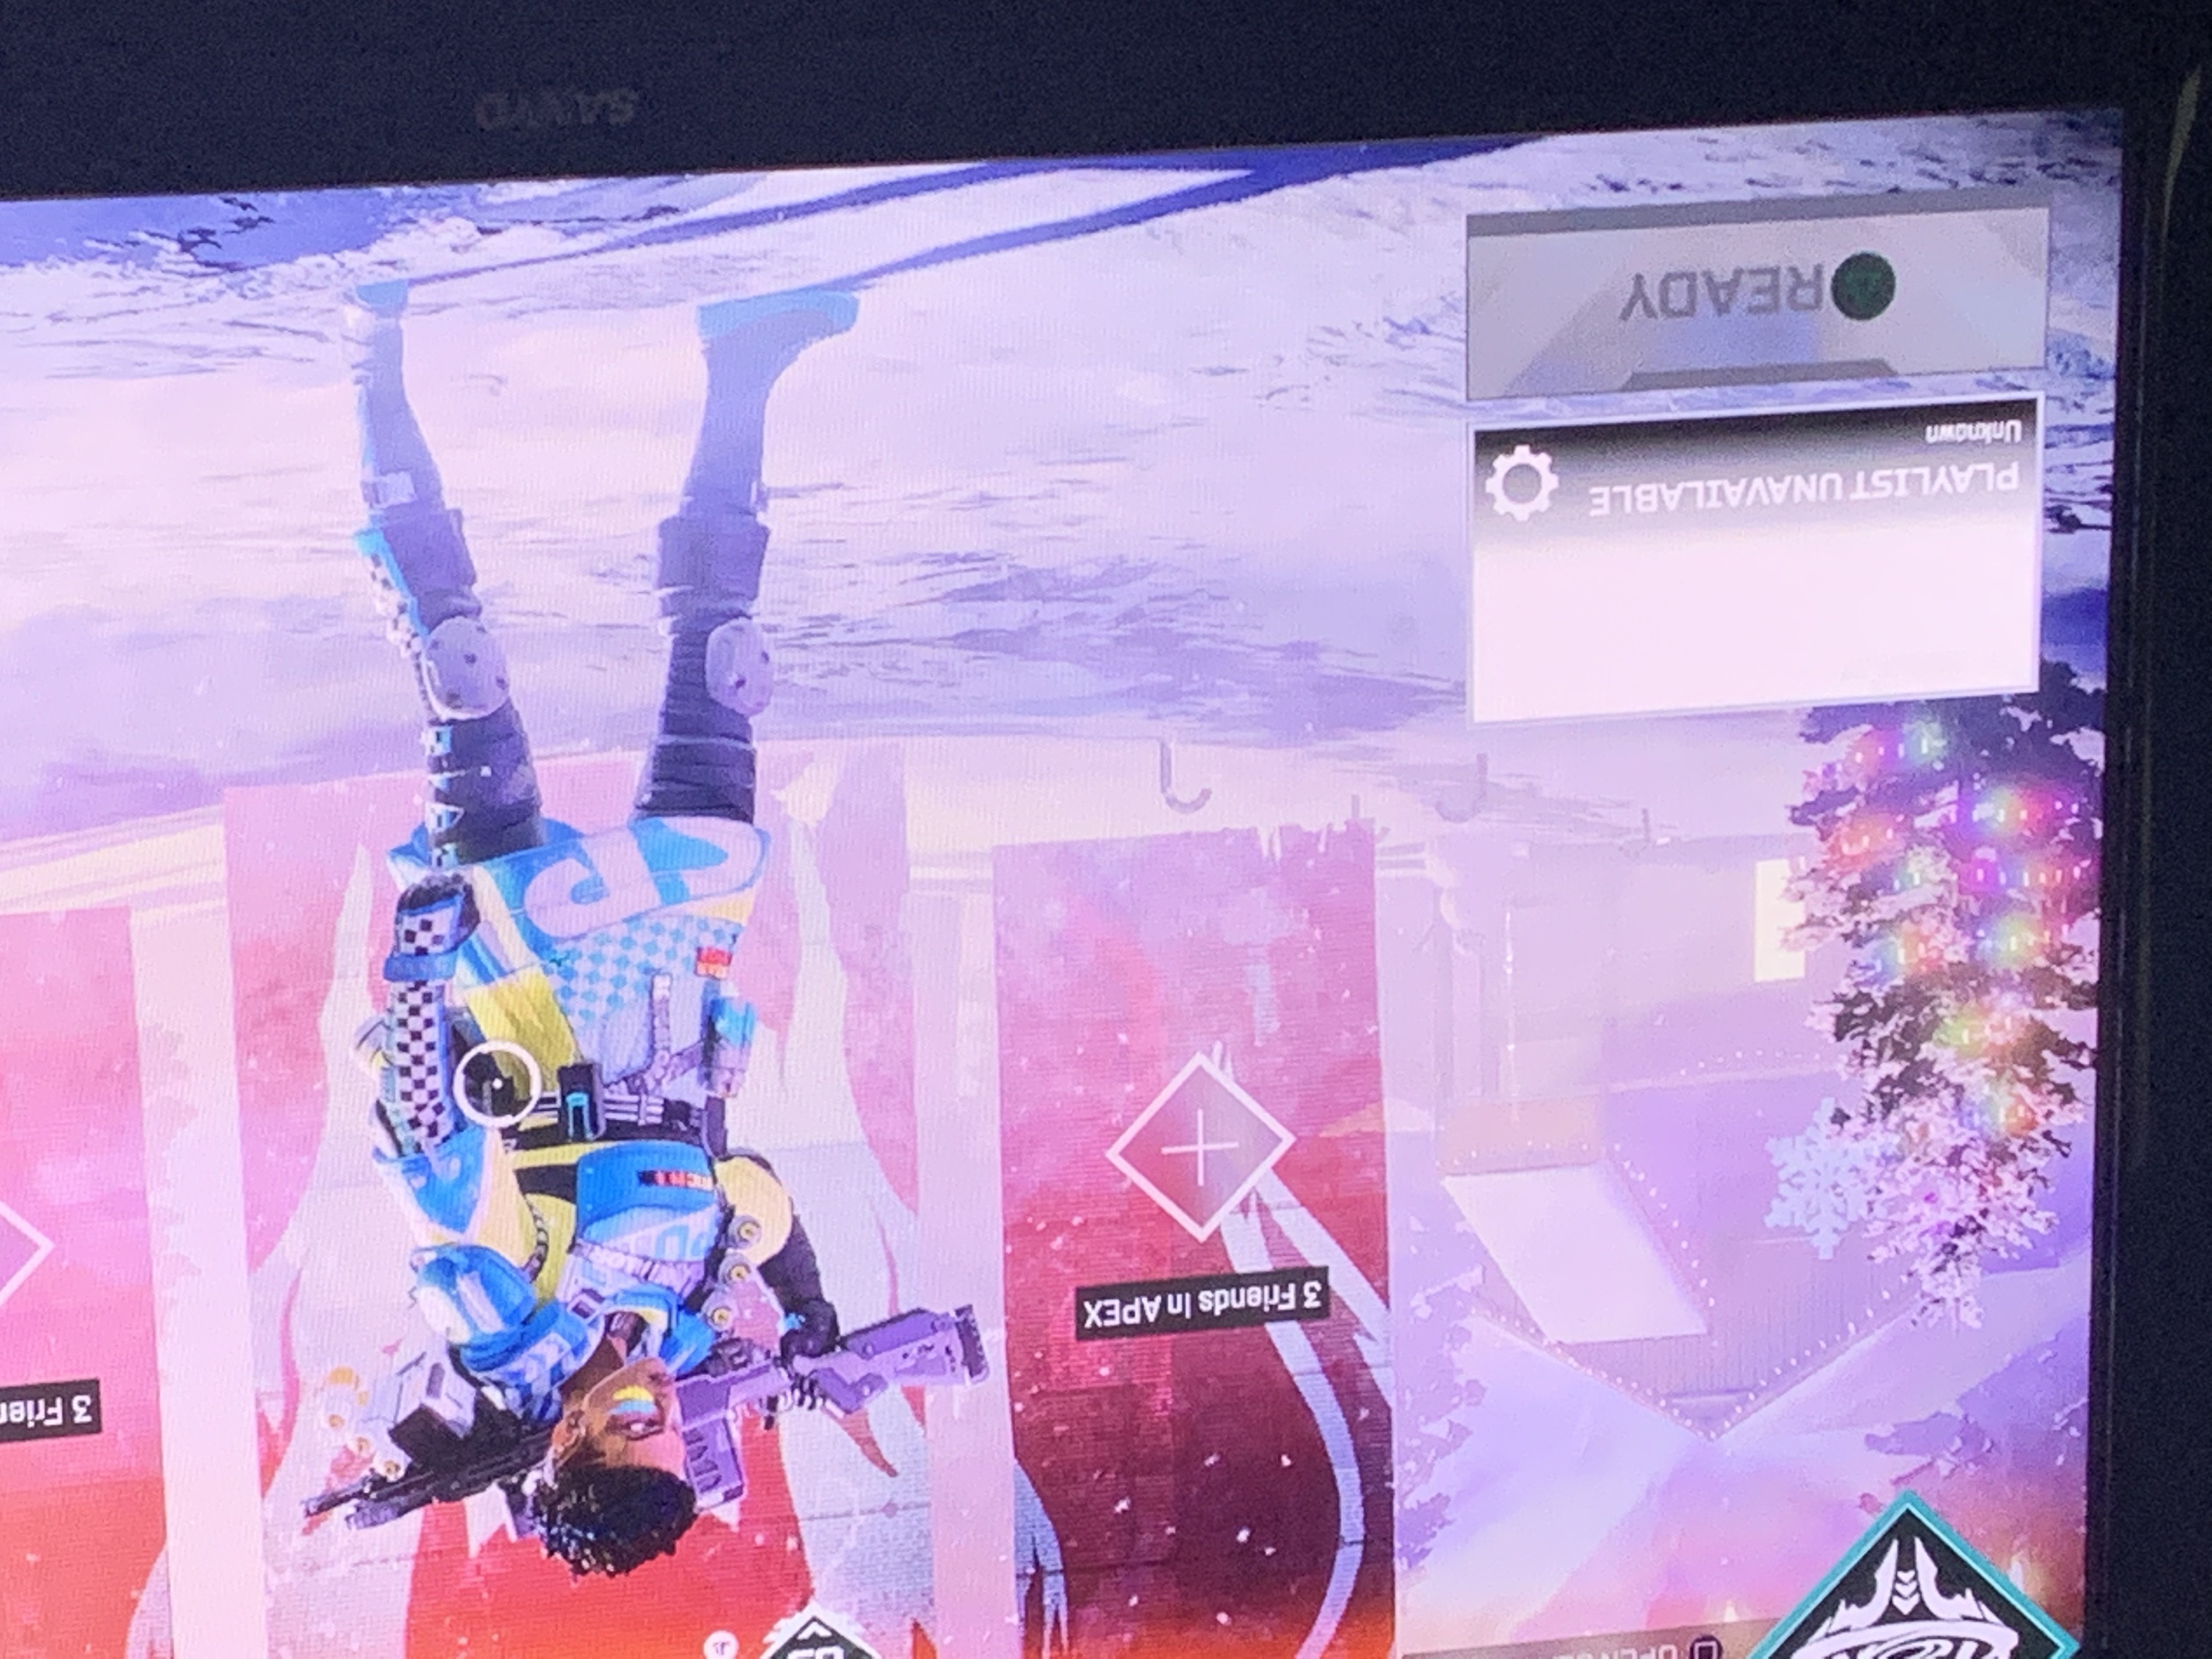 3 Friends In APEX
3 Frien
PLAYLIST UNAVAILABLE
Unknown
READY
SANYO